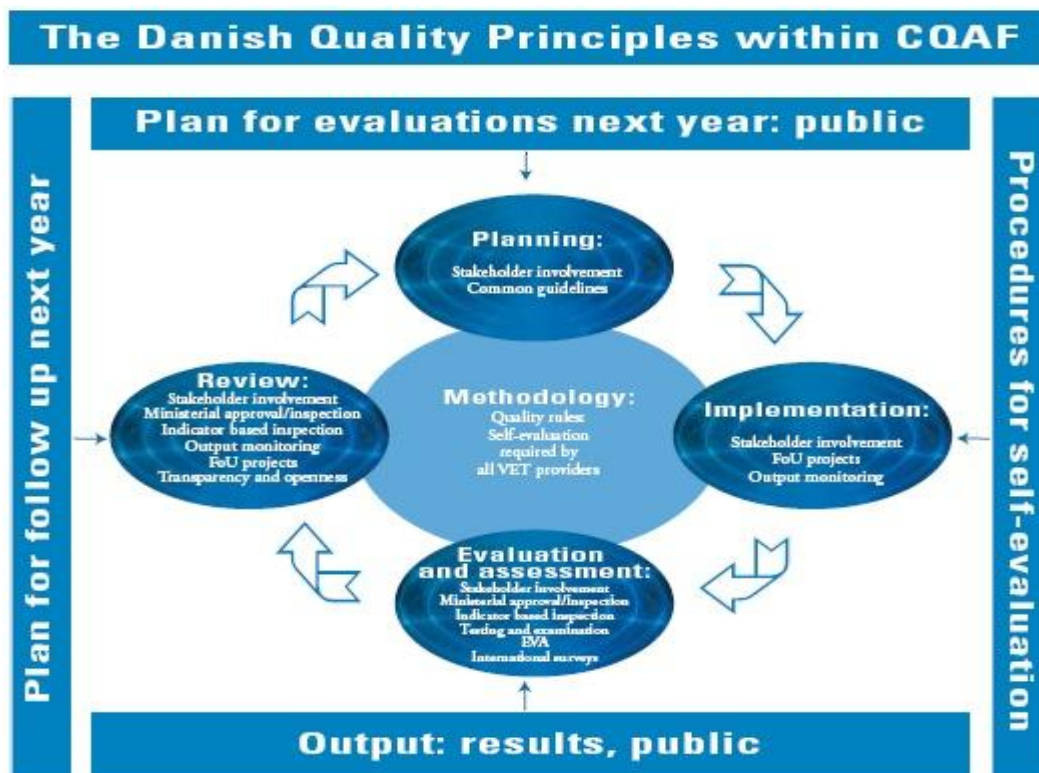 The Danish Quality Principles within CQAF
Plan for evaluations next year: public
Plan for follow up next year
Procedures for self-evaluation
Planning:
Stakeholder involvement
Common guidelines
Review:
Stakeholder involvement
Ministerial approval/inspection
Indicator based inspection
Output monitoring
FoU projects
Transparency and openness
Methodology:
Quality rules:
Self-evaluation
required by
all VET providers
Implementation:
Stakeholder involvement
FoU projects
Output monitoring
Evaluation
and assessment:
Stakeholder involvement
Ministerial approval/inspection
Indicator based inspection
Testing and examination
EVA
International surveys
Output: results, public